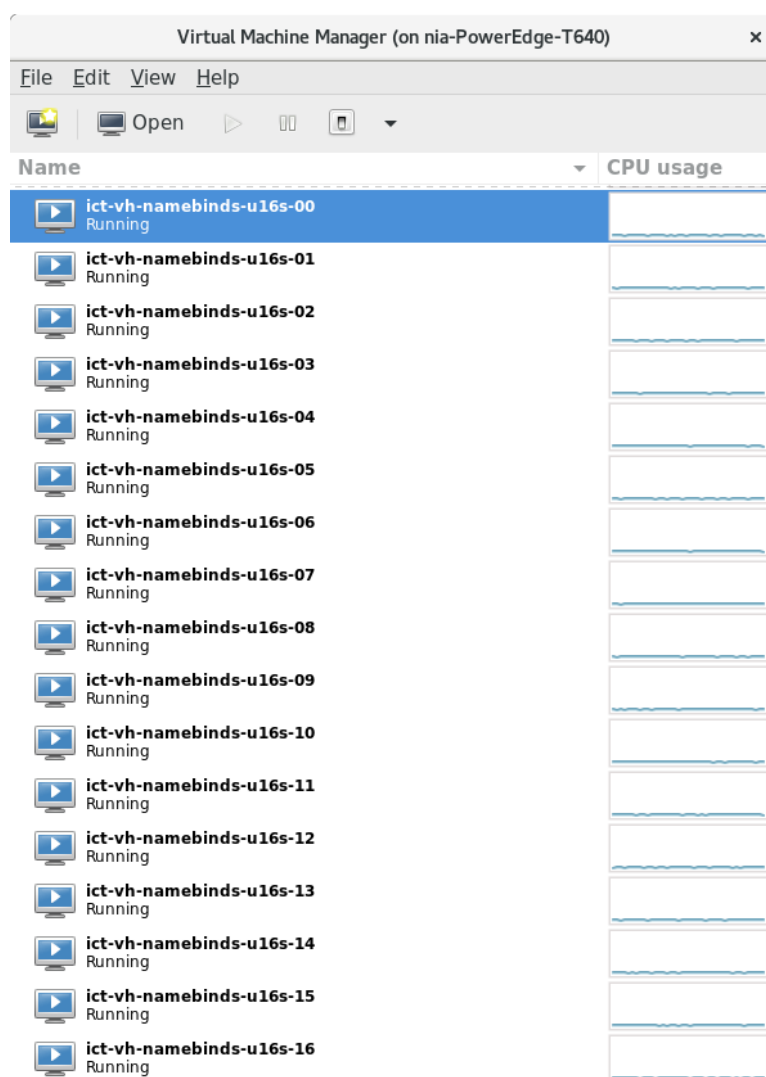 Virtual Machine Manager (on nia-PowerEdge-T640)
File Edit View Help
Open
Name CPU usage
ict-vh-namebinds-u16s-00
Running
ict-vh-namebinds-u16s-01
Running
ict-vh-namebinds-u16s-02
Running
ict-vh-namebinds-u16s-03
Running
ict-vh-namebinds-u16s-04
Running
ict-vh-namebinds-u16s-05
Running
ict-vh-namebinds-u16s-06
Running
ict-vh-namebinds-u16s-07
Running
ict-vh-namebinds-u16s-08
Running
ict-vh-namebinds-u16s-09
Running
ict-vh-namebinds-u16s-10
Running
ict-vh-namebinds-u16s-11
Running
ict-vh-namebinds-u16s-12
Running
ict-vh-namebinds-u16s-13
Running
ict-vh-namebinds-u16s-14
Running
ict-vh-namebinds-u16s-15
Running
ict-vh-namebinds-u16s-16
Running